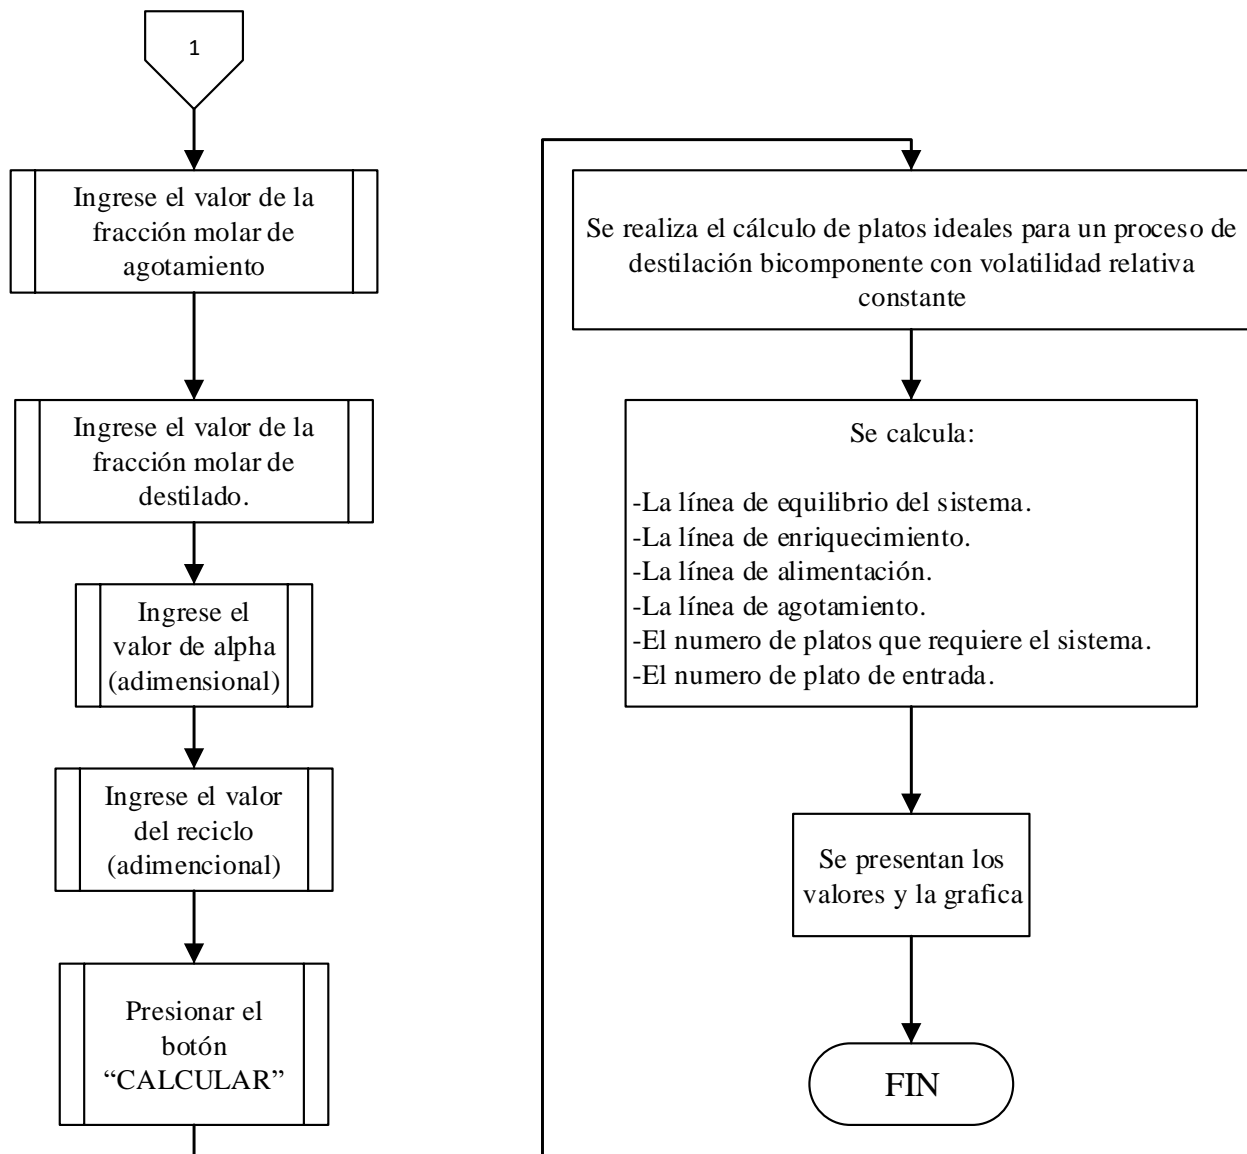 1
Ingrese el valor de la
fracción molar de
agotamiento
Ingrese el valor de la
fracción molar de
destilado.
Ingrese el
valor de alpha
(adimensional)
Ingrese el valor
del reciclo
(adimencional)
Presionar el
botón
“CALCULAR”
Se realiza el cálculo de platos ideales para un proceso de
destilación bicomponente con volatilidad relativa
constante
Se calcula:
-La línea de equilibrio del sistema.
-La línea de enriquecimiento.
-La línea de alimentación.
-La línea de agotamiento.
-El numero de platos que requiere el sistema.
-El numero de plato de entrada.
Se presentan los
valores y la grafica
FIN